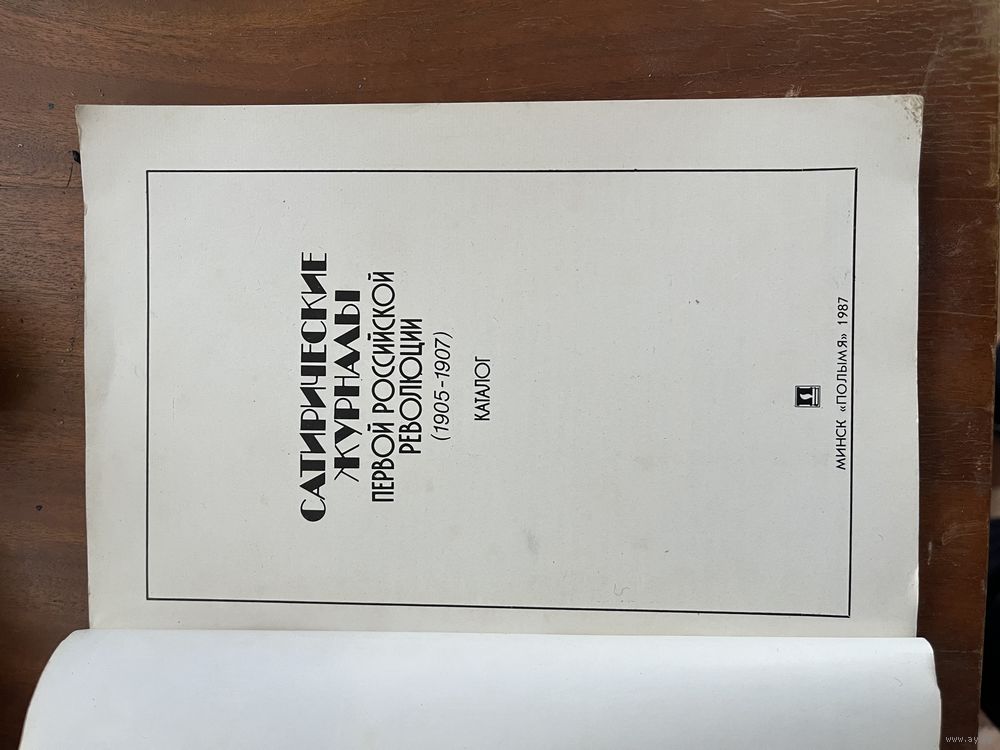 САТИРИЧЕСКИЕ
ЖУРНАЛЫ
ПЕРВОЙ РОССИЙСКОЙ
РЕВОЛЮЦИИ
(1905-1907)
КАТАЛОГ
МИНСК «ПОЛЫМЯ» 1987